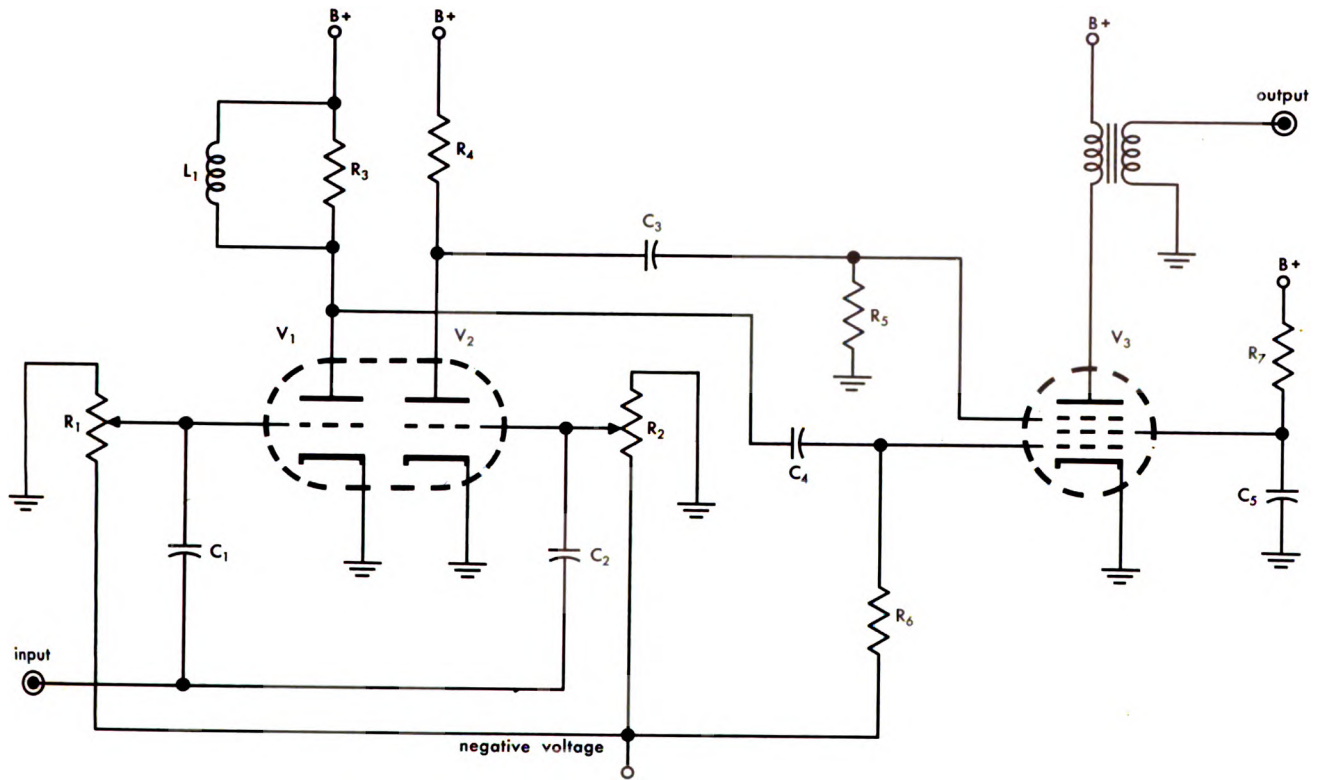 B+
B+
B+
output
L₁
R₃
R₄
C₃
B+
R₅
V₁
V₂
V₃
R₇
R₁
R₂
C₄
C₅
C₁
C₂
R₆
input
negative voltage